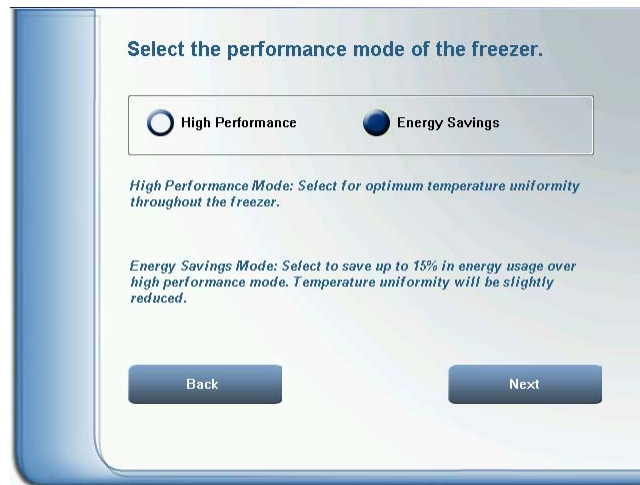 Select the performance mode of the freezer.
High Performance
Energy Savings
High Performance Mode: Select for optimum temperature uniformity
throughout the freezer.
Energy Savings Mode: Select to save up to 15% in energy usage over
high performance mode. Temperature uniformity will be slightly
reduced.
Back
Next